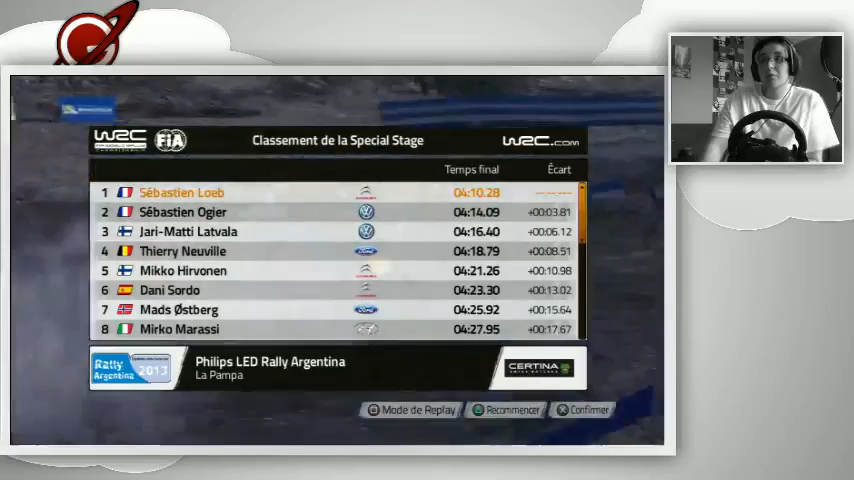 WRC FIA Classement de la Special Stage WRC.COM
Temps final Écart
1 Sébastien Loeb 04:10.28 --:--.--
2 Sébastien Ogier 04:14.09 +00:03.81
3 Jari-Matti Latvala 04:16.40 +00:06.12
4 Thierry Neuville 04:18.79 +00:08.51
5 Mikko Hirvonen 04:21.26 +00:10.98
6 Dani Sordo 04:23.30 +00:13.02
7 Mads Østberg 04:25.92 +00:15.64
8 Mirko Marassi 04:27.95 +00:17.67
Rally Argentina 2013
Philips LED Rally Argentina
La Pampa
CERTINA
Mode de Replay Recommencer Confirmer